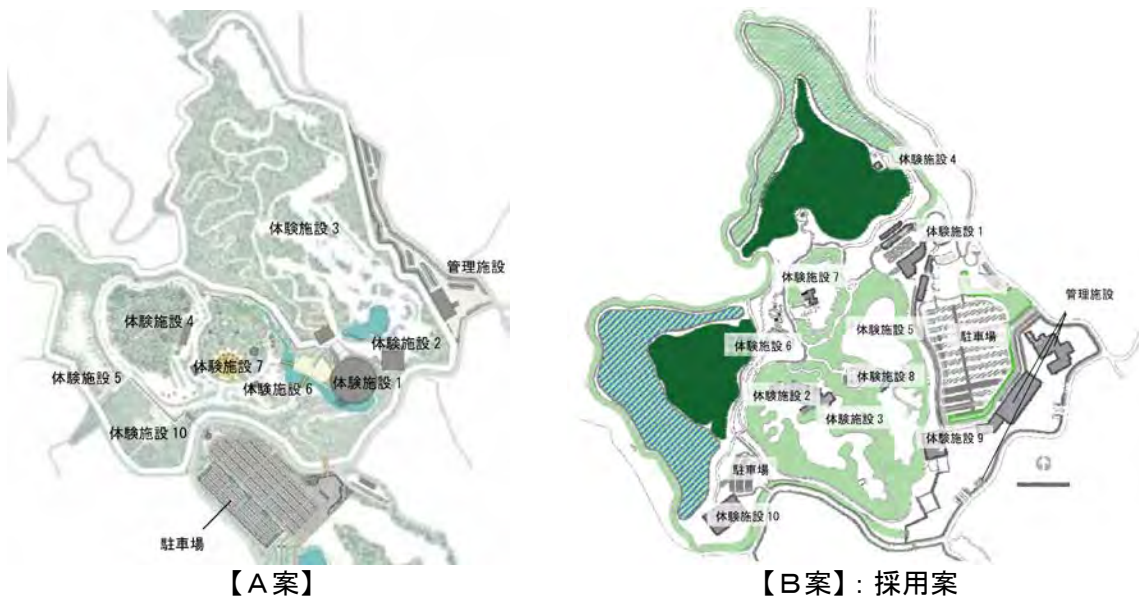 体験施設 3
管理施設
体験施設 4
体験施設 2
体験施設 7
体験施設 5
体験施設 6
体験施設 1
体験施設 10
駐車場
【A案】
体験施設 4
体験施設 1
体験施設 7
管理施設
体験施設 5
駐車場
体験施設 6
体験施設 8
体験施設 2
体験施設 3
体験施設 9
駐車場
体験施設 10
【B案】: 採用案